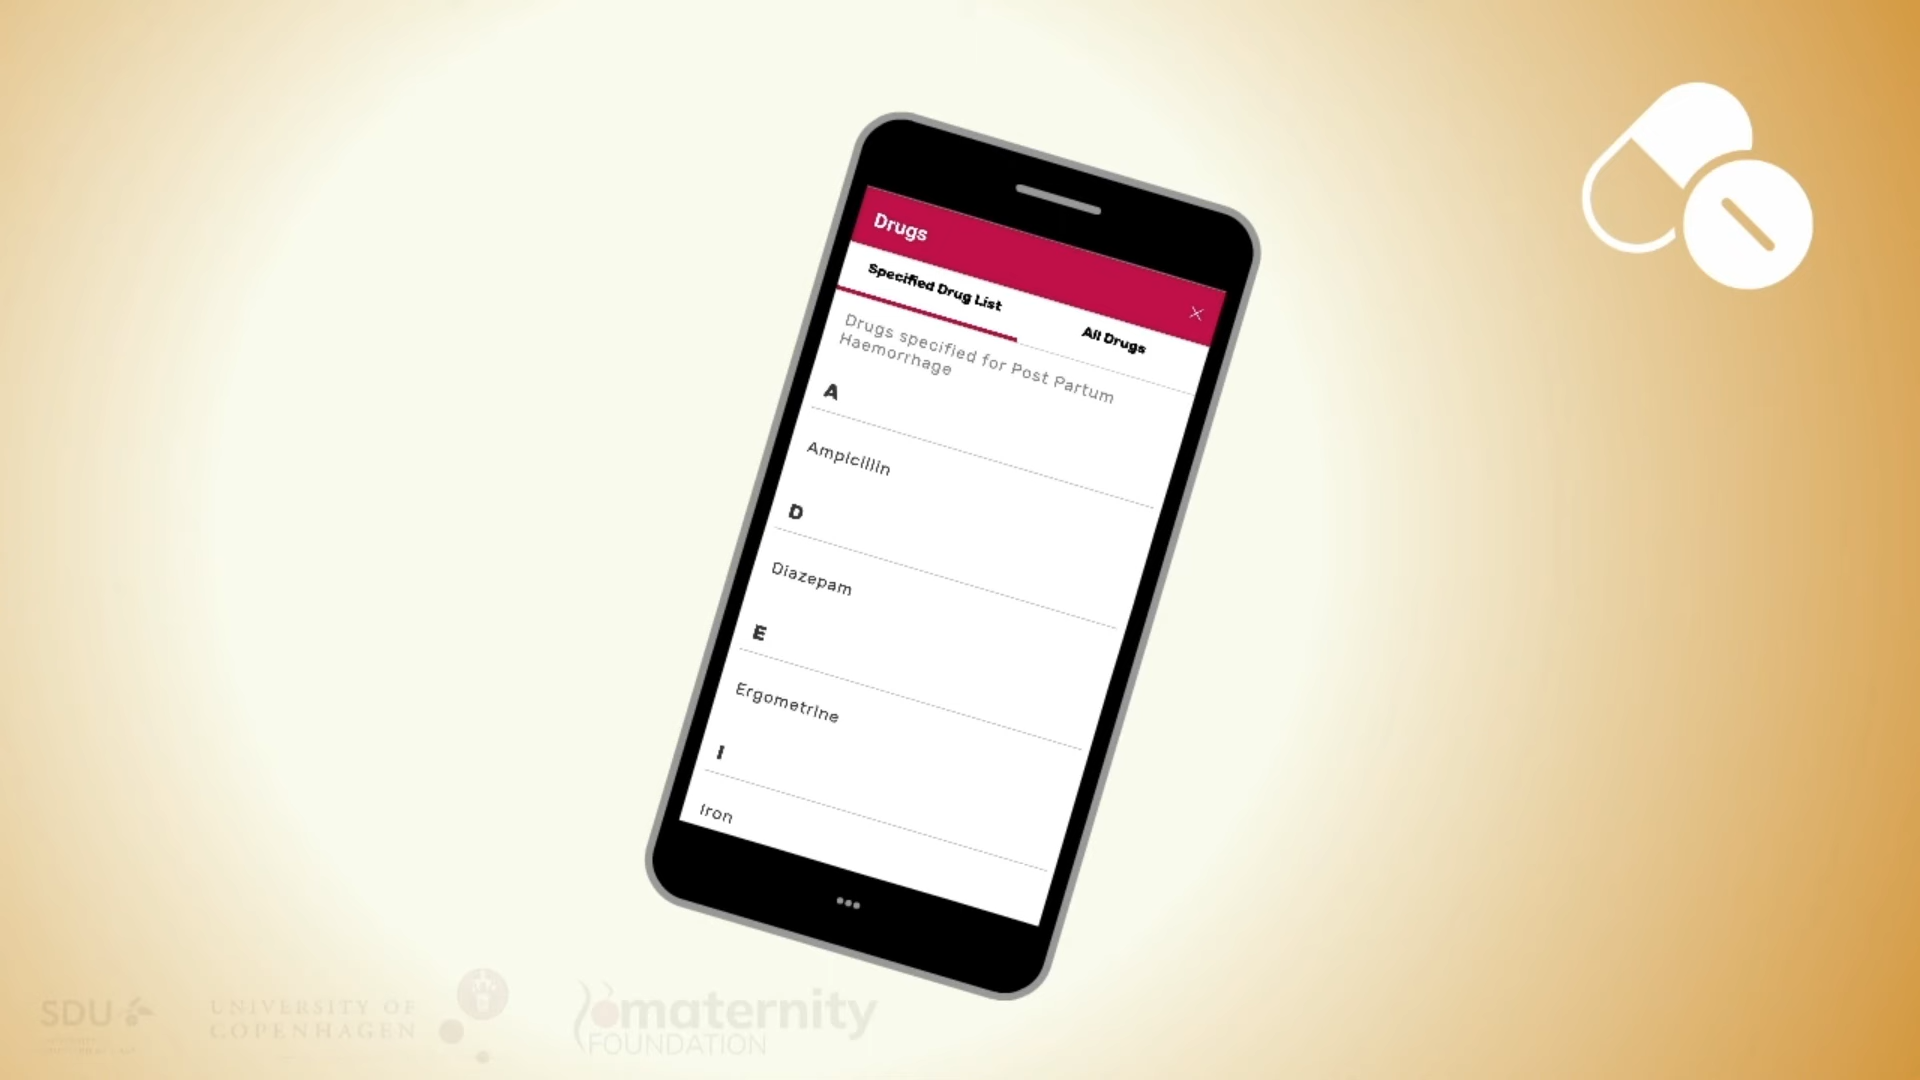 Drugs
Specified Drug List
All Drugs
Drugs specified for Post Partum
Haemorrhage
A
Ampicillin
D
Diazepam
E
Ergometrine
I
Iron
SDU
UNIVERSITY OF
COPENHAGEN
maternity
FOUNDATION